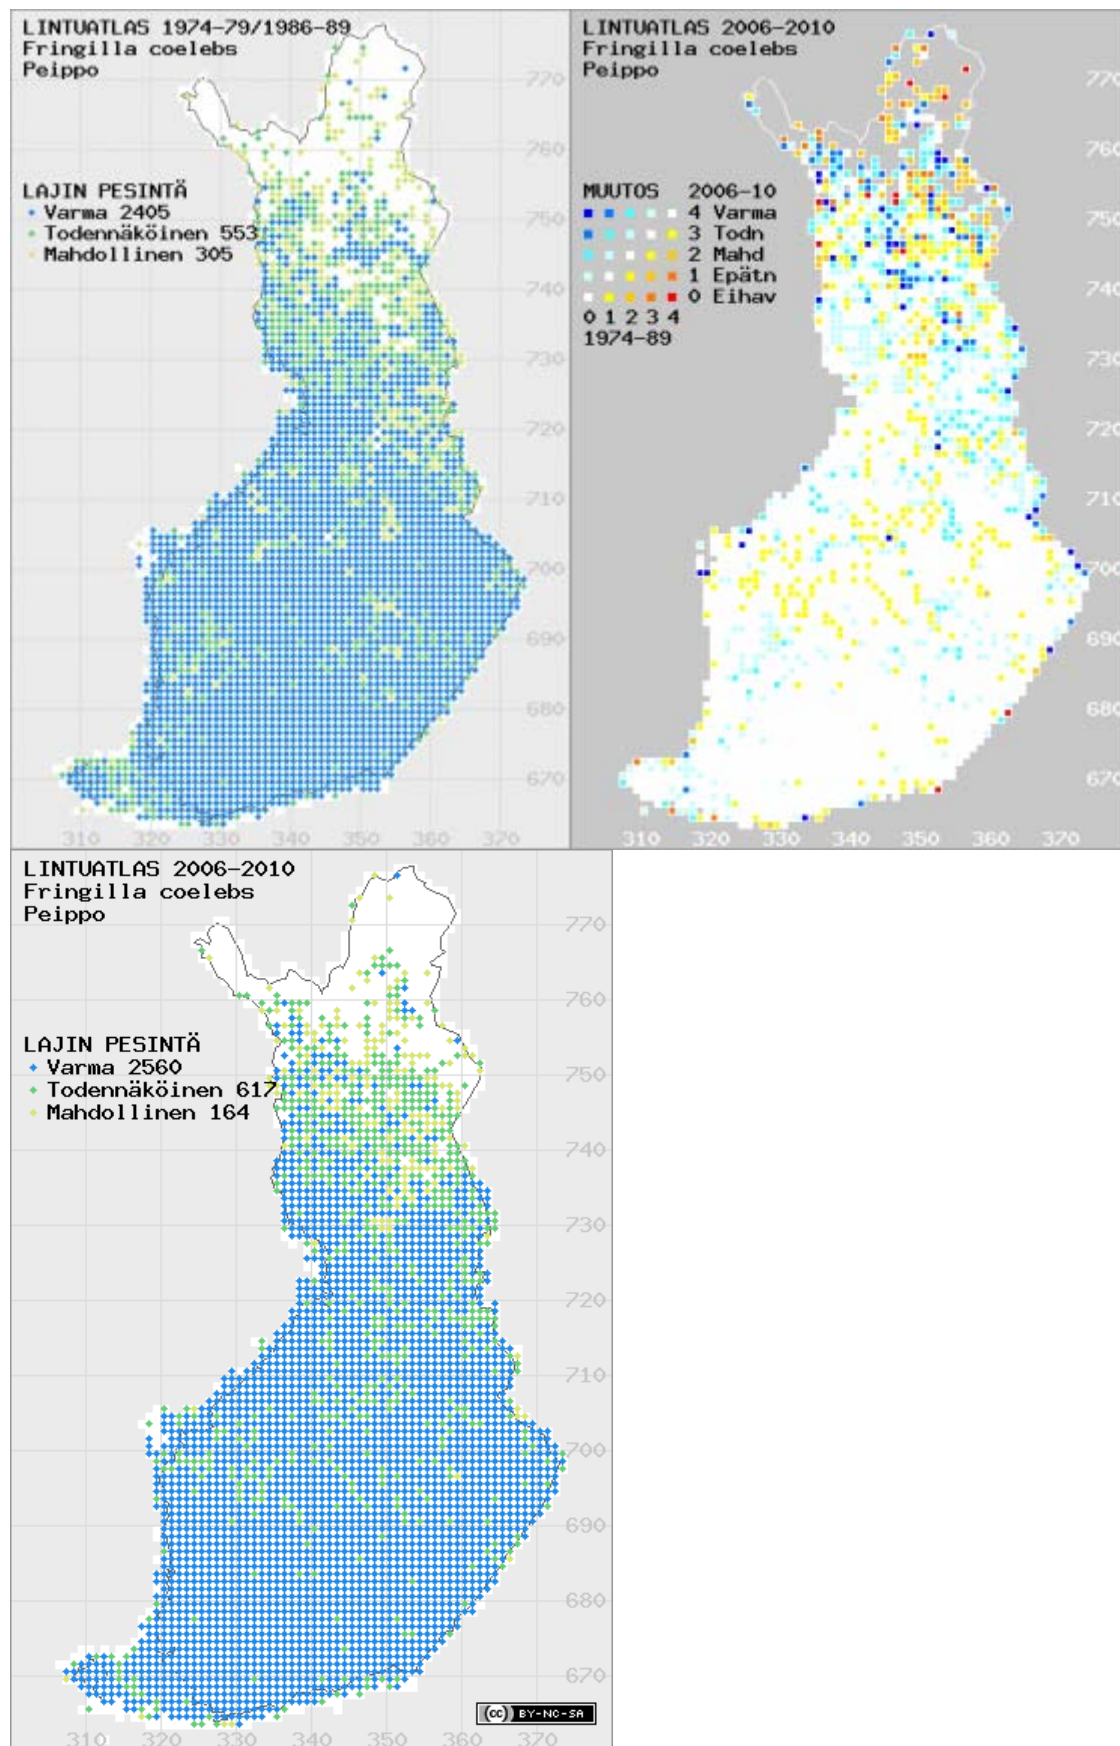 LINTUATLAS 1974-79/1986-89
Fringilla coelebs
Peippo
770
760
LAJIN PESINTÄ
Varma 2405
Todennäköinen 553
Mahdollinen 305
750
740
730
720
710
700
690
680
670
310 320 330 340 350 360 370
LINTUATLAS 2006-2010
Fringilla coelebs
Peippo
770
760
MUUTOS 2006-10
4 Varma
3 Todn
2 Mahd
1 Epätn
0 Eihav
0 1 2 3 4
1974-89
750
740
730
720
710
700
690
680
670
310 320 330 340 350 360 370
LINTUATLAS 2006-2010
Fringilla coelebs
Peippo
770
760
LAJIN PESINTÄ
Varma 2560
Todennäköinen 617
Mahdollinen 164
750
740
730
720
710
700
690
680
670
cc BY-NC-SA
310 320 330 340 350 360 370